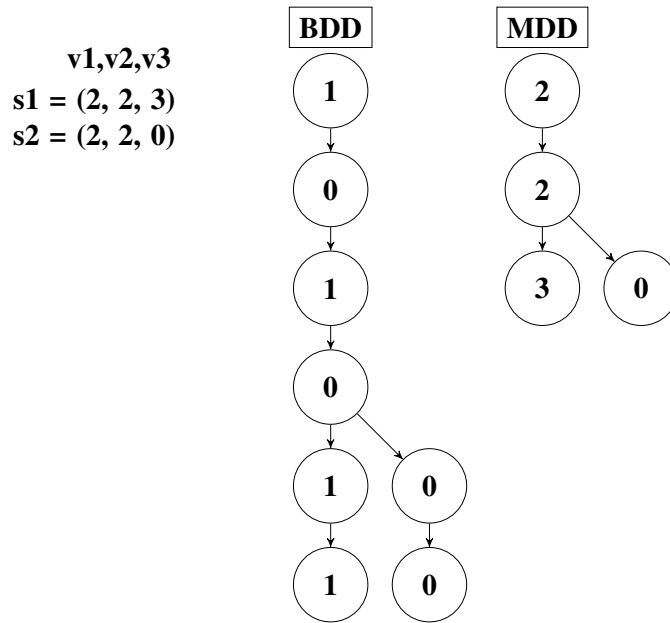 BDD MDD
v1,v2,v3
s1 = (2, 2, 3)
s2 = (2, 2, 0)
1 2
0 2
1 3 0
0
1 0
1 0